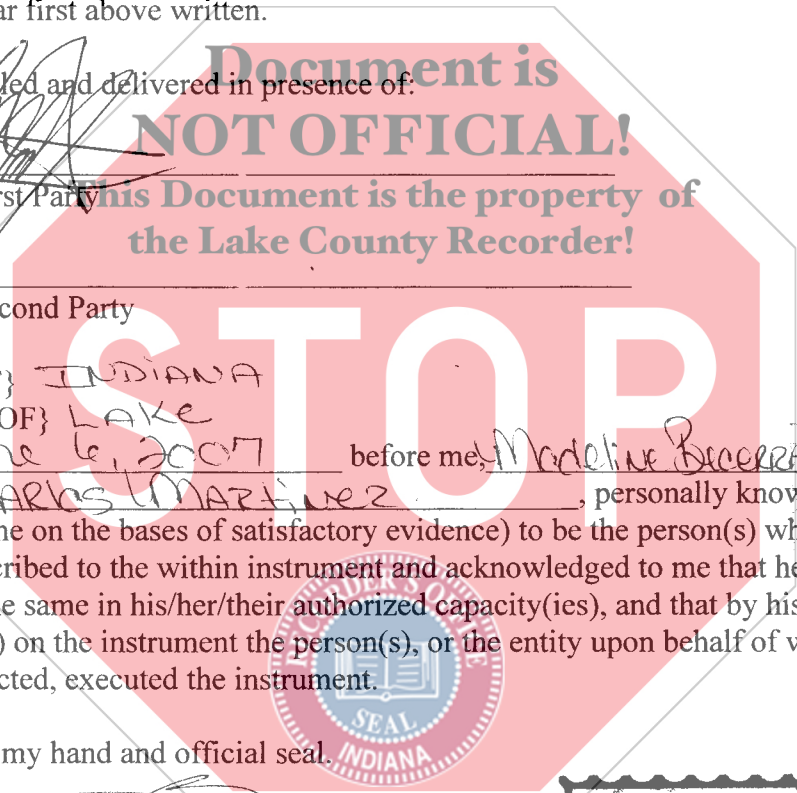 ar first above written.
Document is
led and delivered in presence of:
NOT OFFICIAL!
rst Party
This Document is the property of
the Lake County Recorder!
cond Party
STOP
} INDIANA
OF} LAKE
ne 6, 2007 before me, Madeline Becerra
ARLOS MARTINEZ, personally know
ne on the bases of satisfactory evidence) to be the person(s) wh
cribed to the within instrument and acknowledged to me that he
e same in his/her/their authorized capacity(ies), and that by his
) on the instrument the person(s), or the entity upon behalf of w
cted, executed the instrument.
RECORDER'S OFFICE
SEAL
INDIANA
my hand and official seal.